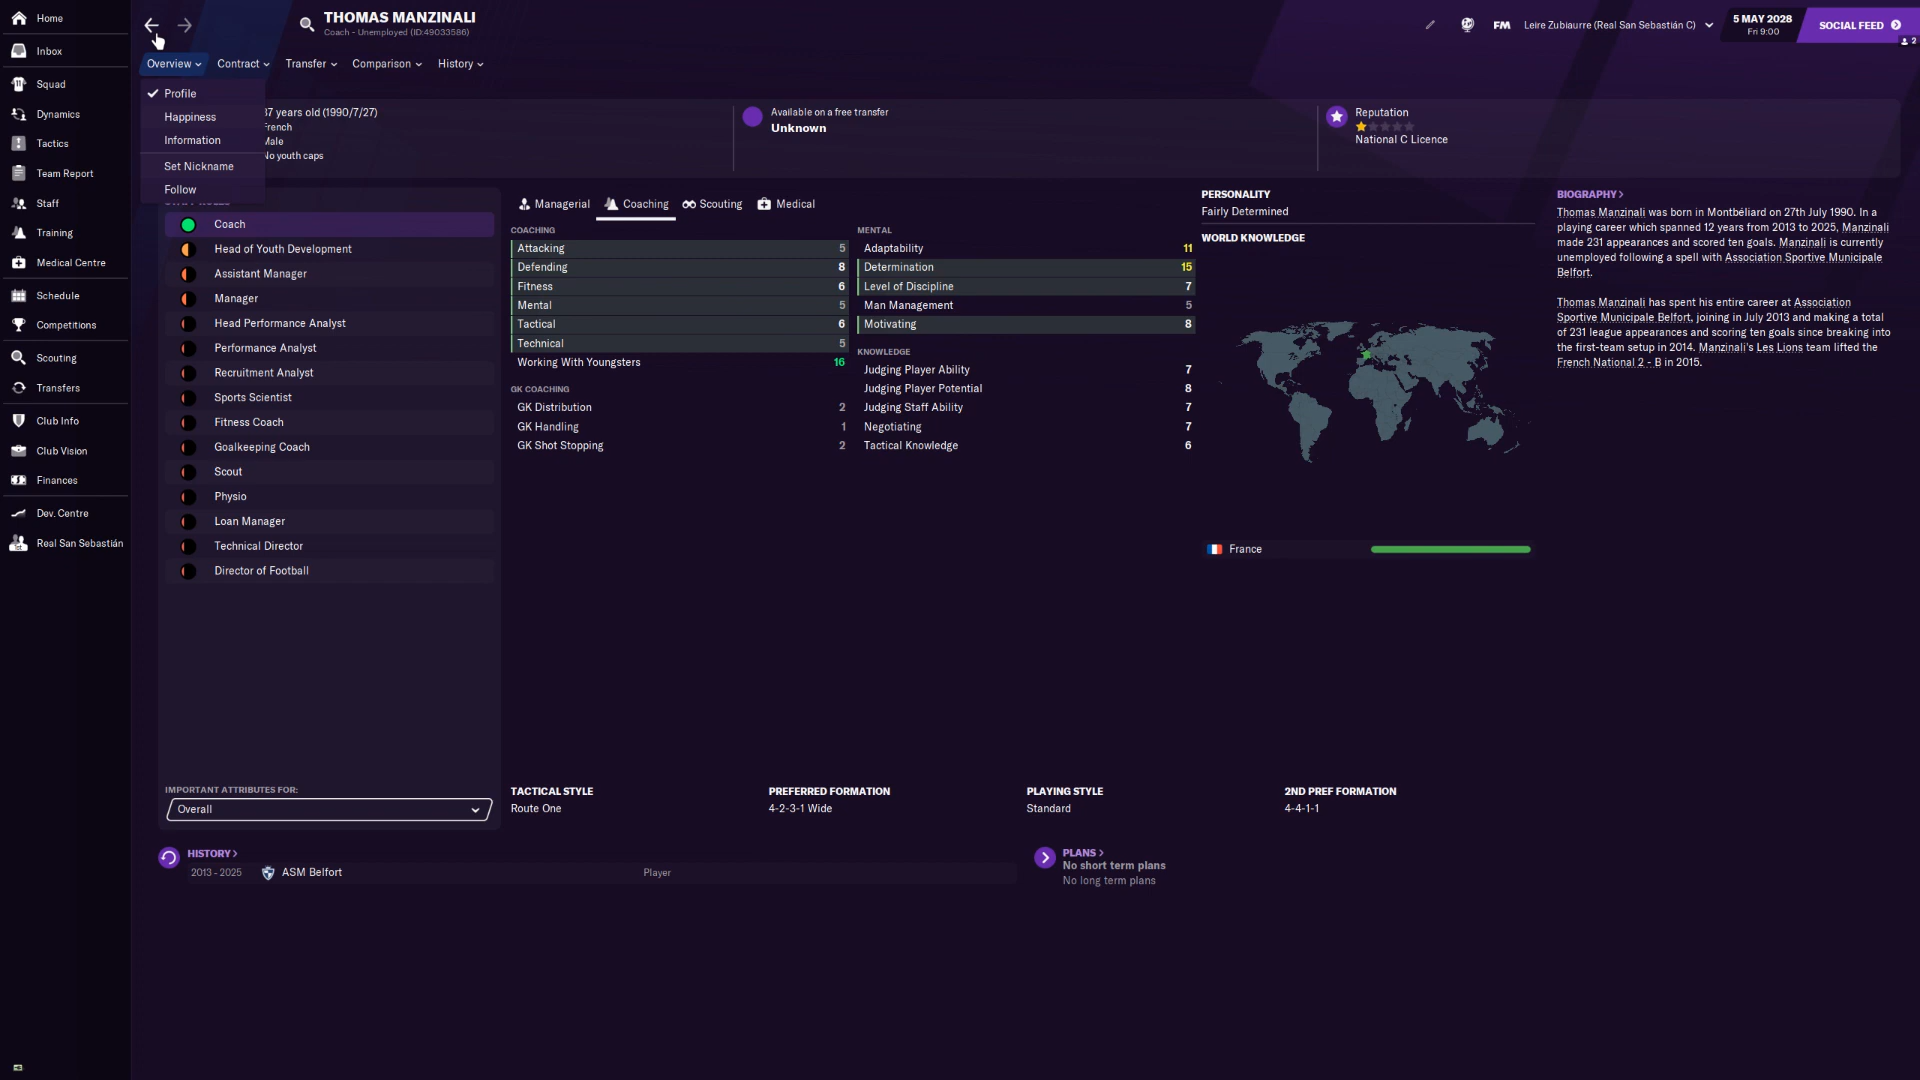 Home
Inbox
Squad
Dynamics
Tactics
Team Report
Staff
Training
Medical Centre
Schedule
Competitions
Scouting
Transfers
Club Info
Club Vision
Finances
Dev. Centre
Real San Sebastián
THOMAS MANZINALI
Coach - Unemployed (ID:49033586)
FM
Leire Zubiaurre (Real San Sebastián C)
5 MAY 2028
Fri 9:00
SOCIAL FEED
2
Overview
Contract
Transfer
Comparison
History
Profile
Happiness
Information
Set Nickname
Follow
37 years old (1990/7/27)
French
Male
No youth caps
Available on a free transfer
Unknown
Reputation
National C Licence
Coach
Head of Youth Development
Assistant Manager
Manager
Head Performance Analyst
Performance Analyst
Recruitment Analyst
Sports Scientist
Fitness Coach
Goalkeeping Coach
Scout
Physio
Loan Manager
Technical Director
Director of Football
IMPORTANT ATTRIBUTES FOR:
Overall
Managerial
Coaching
Scouting
Medical
COACHING
Attacking 5
Defending 8
Fitness 6
Mental 5
Tactical 6
Technical 5
Working With Youngsters 16
GK COACHING
GK Distribution 2
GK Handling 1
GK Shot Stopping 2
MENTAL
Adaptability 11
Determination 15
Level of Discipline 7
Man Management 5
Motivating 8
KNOWLEDGE
Judging Player Ability 7
Judging Player Potential 8
Judging Staff Ability 7
Negotiating 7
Tactical Knowledge 6
PERSONALITY
Fairly Determined
WORLD KNOWLEDGE
France
BIOGRAPHY >
Thomas Manzinali was born in Montbéliard on 27th July 1990. In a
playing career which spanned 12 years from 2013 to 2025, Manzinali
made 231 appearances and scored ten goals. Manzinali is currently
unemployed following a spell with Association Sportive Municipale
Belfort.
Thomas Manzinali has spent his entire career at Association
Sportive Municipale Belfort, joining in July 2013 and making a total
of 231 league appearances and scoring ten goals since breaking into
the first-team setup in 2014. Manzinali's Les Lions team lifted the
French National 2 - B in 2015.
TACTICAL STYLE
Route One
PREFERRED FORMATION
4-2-3-1 Wide
PLAYING STYLE
Standard
2ND PREF FORMATION
4-4-1-1
HISTORY >
2013 - 2025 ASM Belfort Player
PLANS >
No short term plans
No long term plans